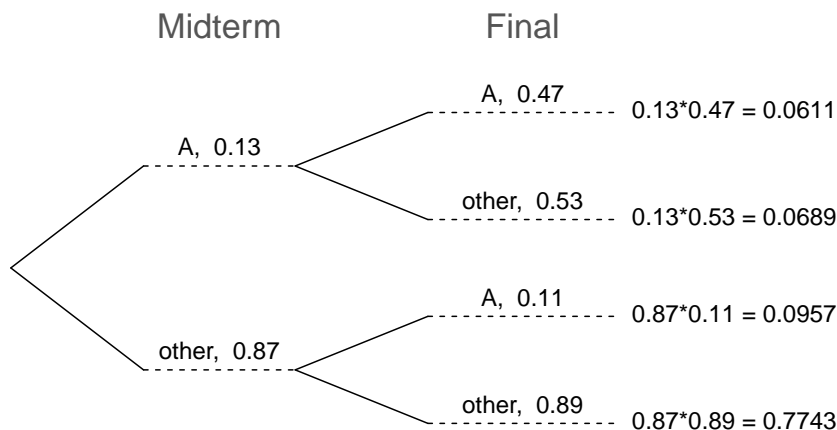 Midterm
Final
A, 0.47
0.13*0.47 = 0.0611
A, 0.13
other, 0.53
0.13*0.53 = 0.0689
A, 0.11
0.87*0.11 = 0.0957
other, 0.87
other, 0.89
0.87*0.89 = 0.7743